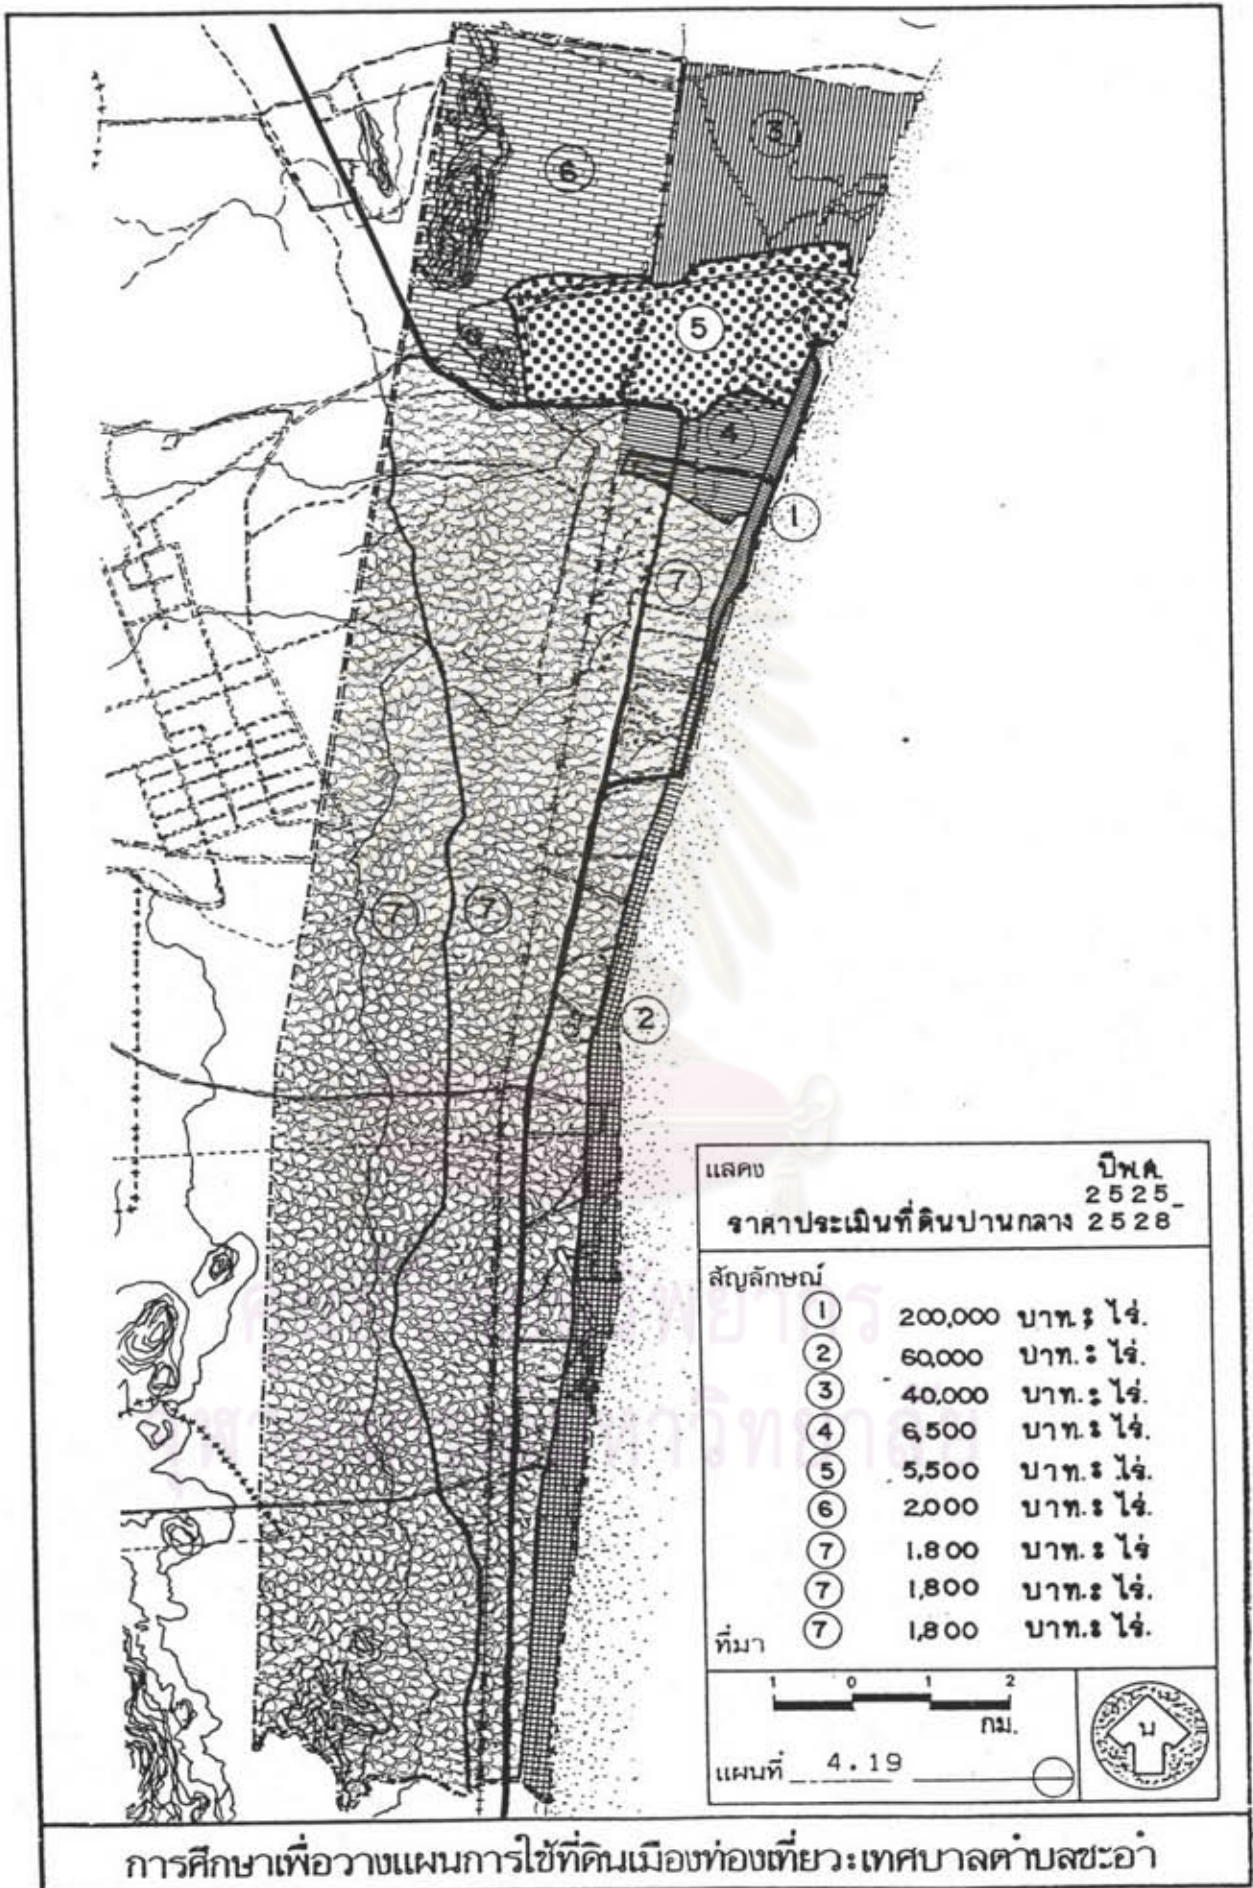 ⑥
③
⑤
④
①
⑦
⑦
⑦
②
แสดง ปีพ.ศ.
2525-
ราคาประเมินที่ดินปานกลาง 2528
สัญลักษณ์
① 200,000 บาท : ไร่.
② 60,000 บาท. : ไร่.
③ 40,000 บาท. : ไร่.
④ 6,500 บาท. : ไร่.
⑤ 5,500 บาท. : ไร่.
⑥ 2,000 บาท. : ไร่.
⑦ 1.800 บาท. : ไร่
⑦ 1,800 บาท. : ไร่.
⑦ 1,800 บาท. : ไร่.
ที่มา
1 0 1 2
กม.
น
แผนที่ 4.19
การศึกษาเพื่อวางแผนการใช้ที่ดินเมืองท่องเที่ยว:เทศบาลตำบลชะอำ